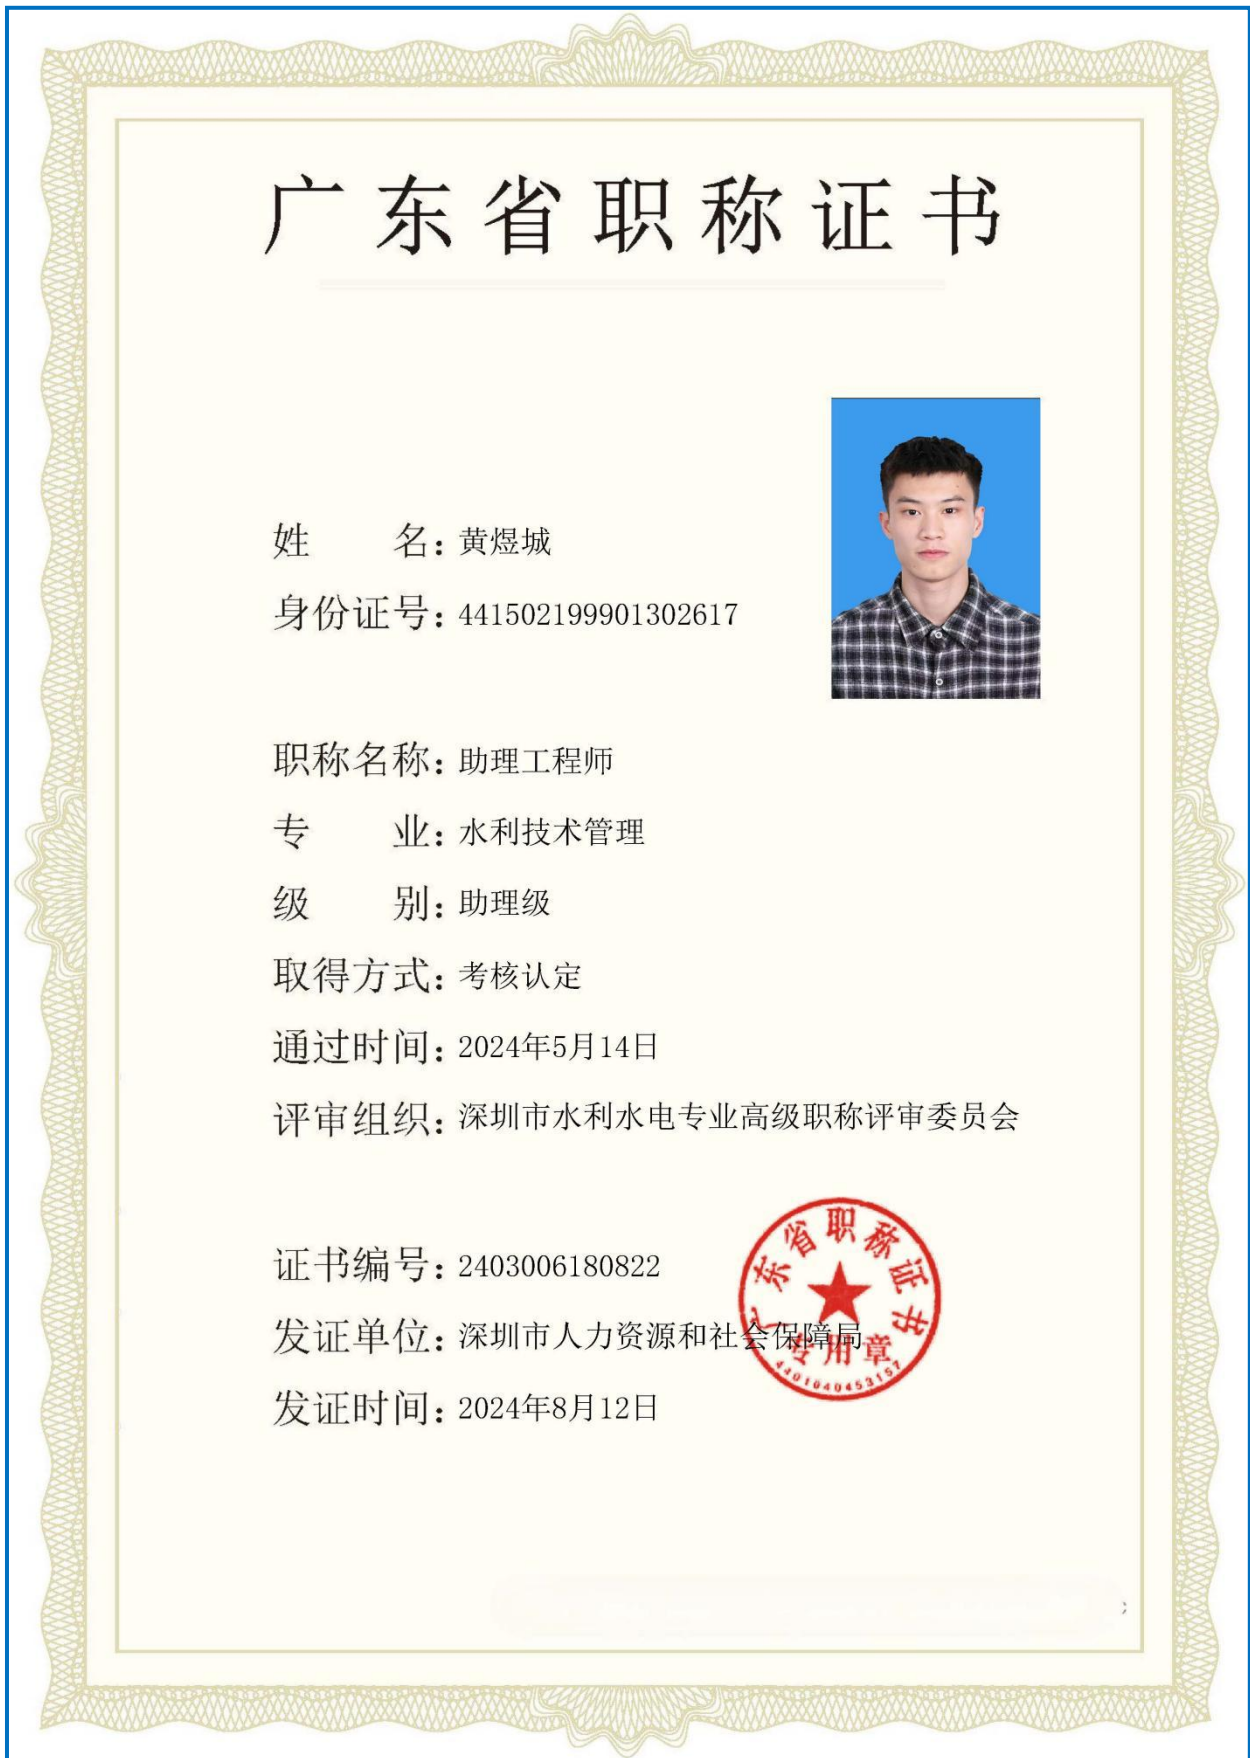 广东省职称证书
姓名：黄煜城
身份证号：441502199901302617
职称名称：助理工程师
专业：水利技术管理
级别：助理级
取得方式：考核认定
通过时间：2024年5月14日
评审组织：深圳市水利水电专业高级职称评审委员会
证书编号：2403006180822
发证单位：深圳市人力资源和社会保障局
发证时间：2024年8月12日
广东省职称证书
专用章
4401040453157